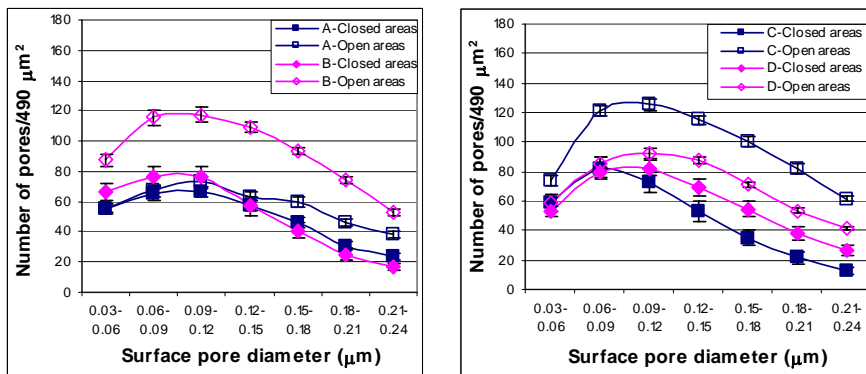 180
160
140
120
100
80
60
40
20
0
Number of pores/490 μm²
A-Closed areas
A-Open areas
B-Closed areas
B-Open areas
0.03- 0.06- 0.09- 0.12- 0.15- 0.18- 0.21-
0.06 0.09 0.12 0.15 0.18 0.21 0.24
Surface pore diameter (μm)
180
160
140
120
100
80
60
40
20
0
Number of pores/490 μm²
C-Closed areas
C-Open areas
D-Closed areas
D-Open areas
0.03- 0.06- 0.09- 0.12- 0.15- 0.18- 0.21-
0.06 0.09 0.12 0.15 0.18 0.21 0.24
Surface pore diameter (μm)